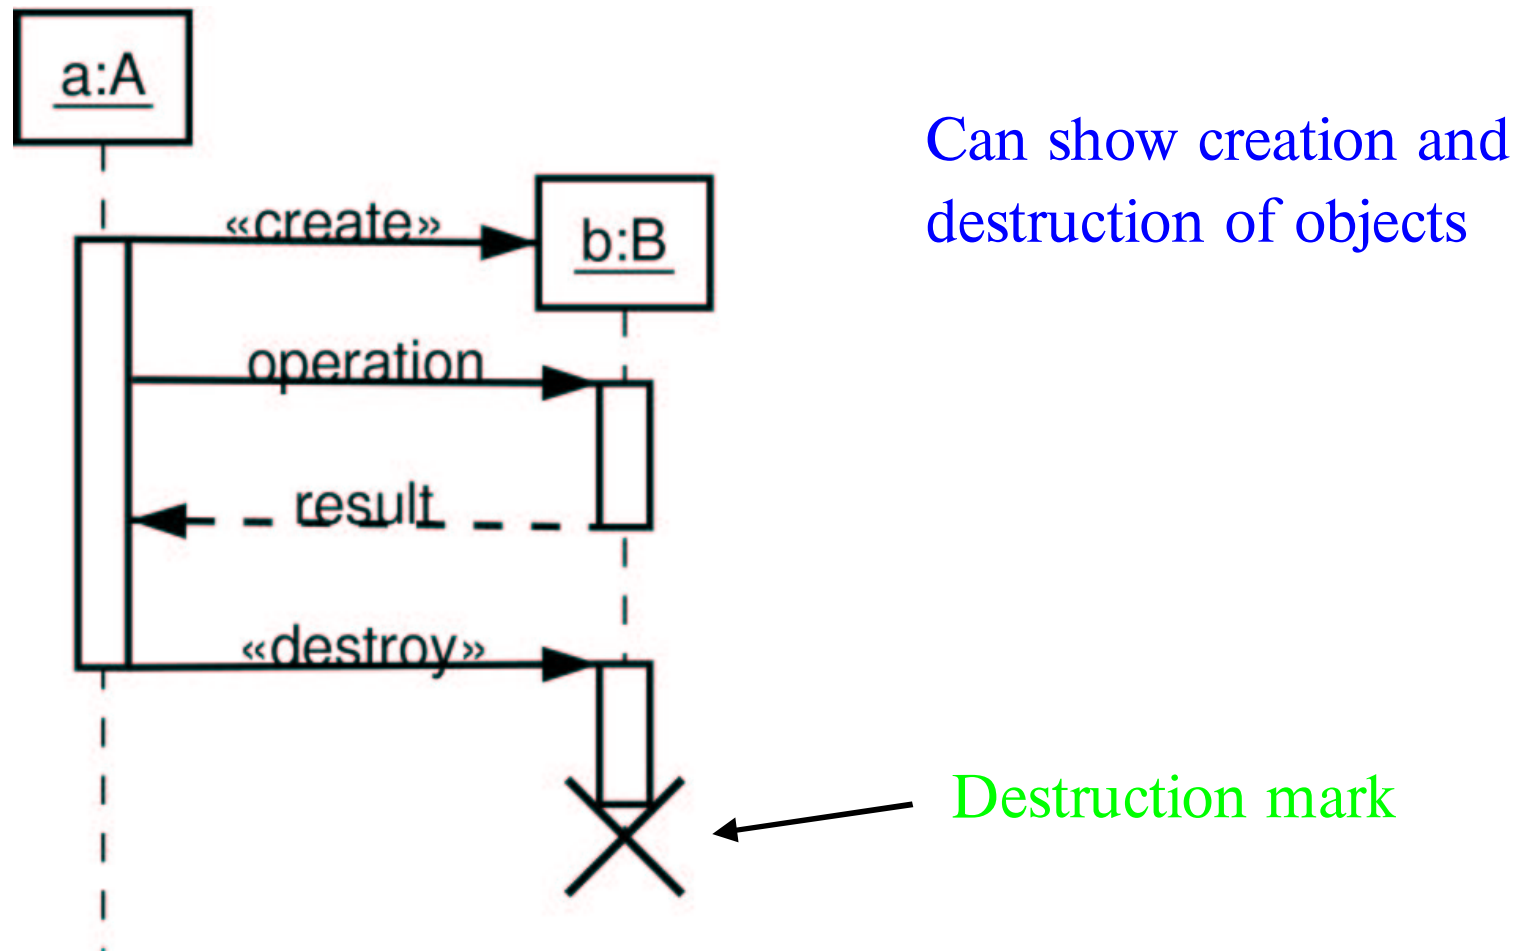 a:A
Can show creation and
destruction of objects
«create»
b:B
operation
result
«destroy»
Destruction mark